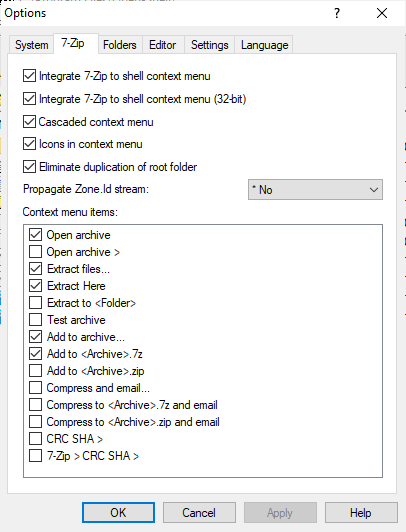 Options
System
7-Zip
Folders
Editor
Settings
Language
Integrate 7-Zip to shell context menu
Integrate 7-Zip to shell context menu (32-bit)
Cascaded context menu
Icons in context menu
Eliminate duplication of root folder
Propagate Zone.Id stream:
* No
Context menu items:
Open archive
Open archive >
Extract files...
Extract Here
Extract to <Folder>
Test archive
Add to archive...
Add to <Archive>.7z
Add to <Archive>.zip
Compress and email...
Compress to <Archive>.7z and email
Compress to <Archive>.zip and email
CRC SHA >
7-Zip > CRC SHA >
OK
Cancel
Apply
Help